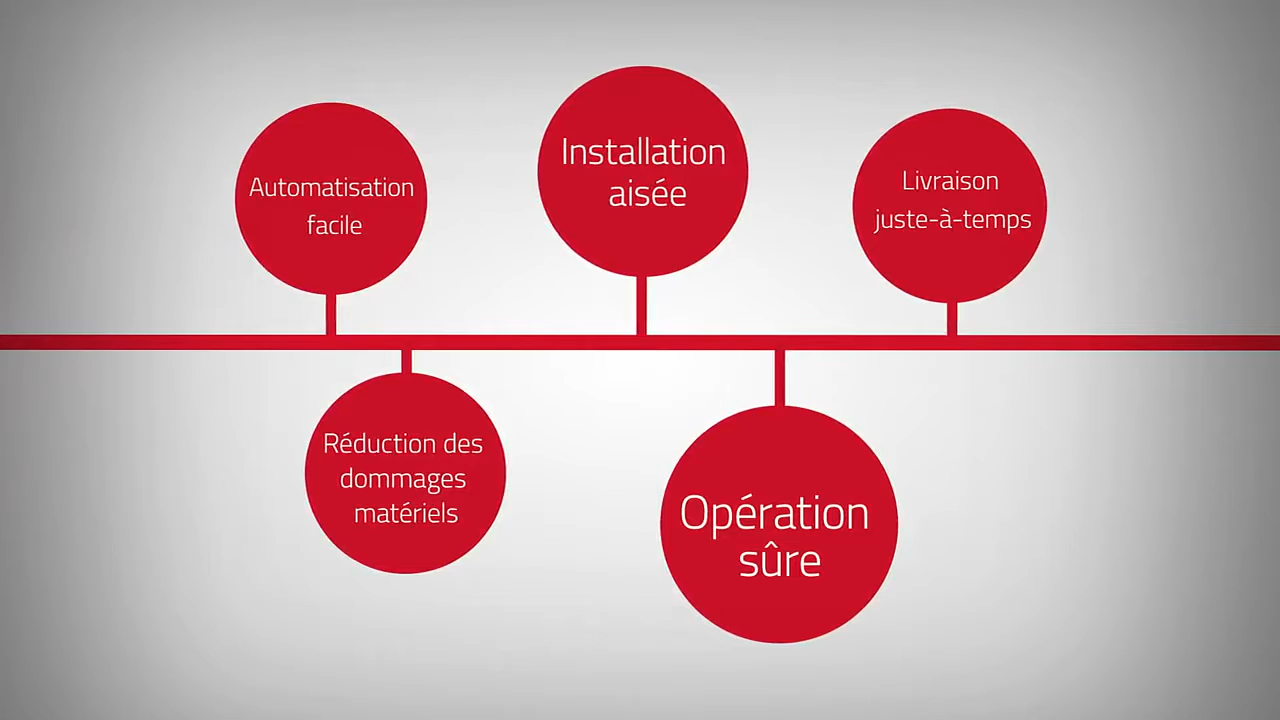 Automatisation
facile
Installation
aisée
Livraison
juste-à-temps
Réduction des
dommages
matériels
Opération
sûre